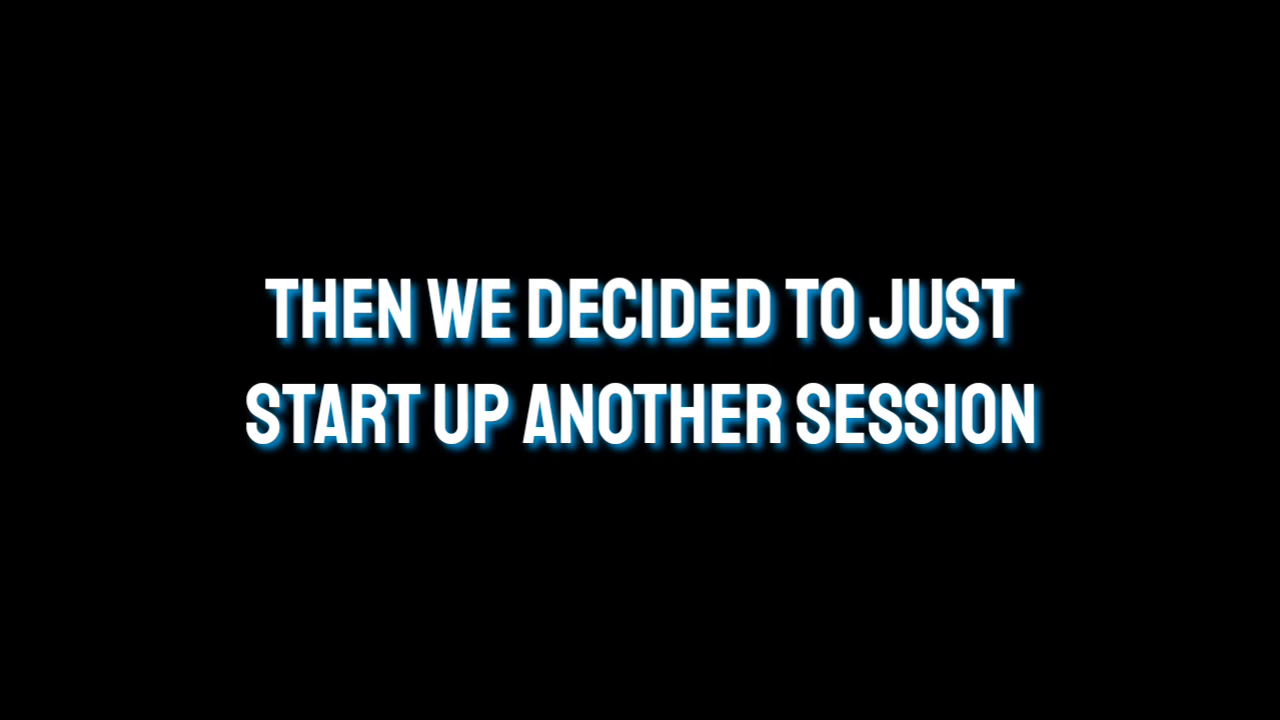 THEN WE DECIDED TO JUST
START UP ANOTHER SESSION